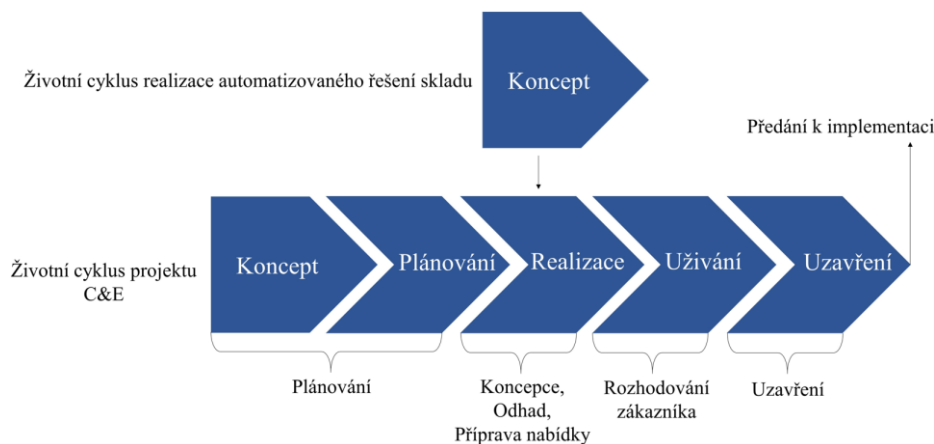 Životní cyklus realizace automatizovaného řešení skladu
Koncept
Předání k implementaci
Životní cyklus projektu
C&E
Koncept
Plánování
Realizace
Užívání
Uzavření
Plánování
Koncepce,
Odhad,
Příprava nabídky
Rozhodování
zákazníka
Uzavření